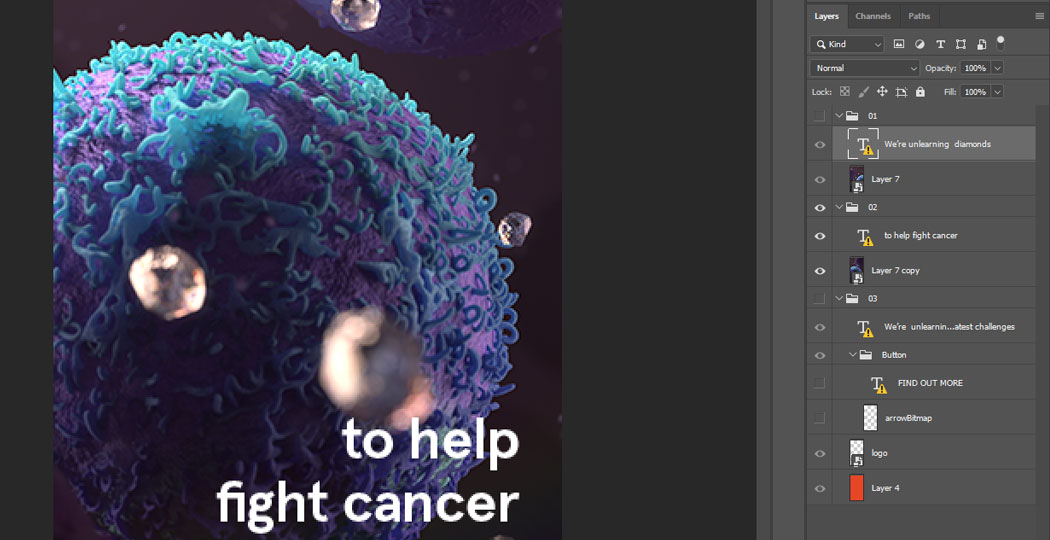 to help
fight cancer
Layers Channels Paths
Kind
Normal Opacity: 100%
Lock: Fill: 100%
01
We're unlearning diamonds
Layer 7
02
to help fight cancer
Layer 7 copy
03
We're unlearnin...atest challenges
Button
FIND OUT MORE
arrowBitmap
logo
Layer 4